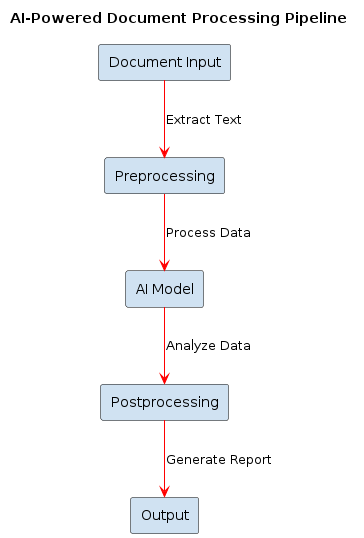 AI-Powered Document Processing Pipeline
Document Input
Extract Text
Preprocessing
Process Data
AI Model
Analyze Data
Postprocessing
Generate Report
Output